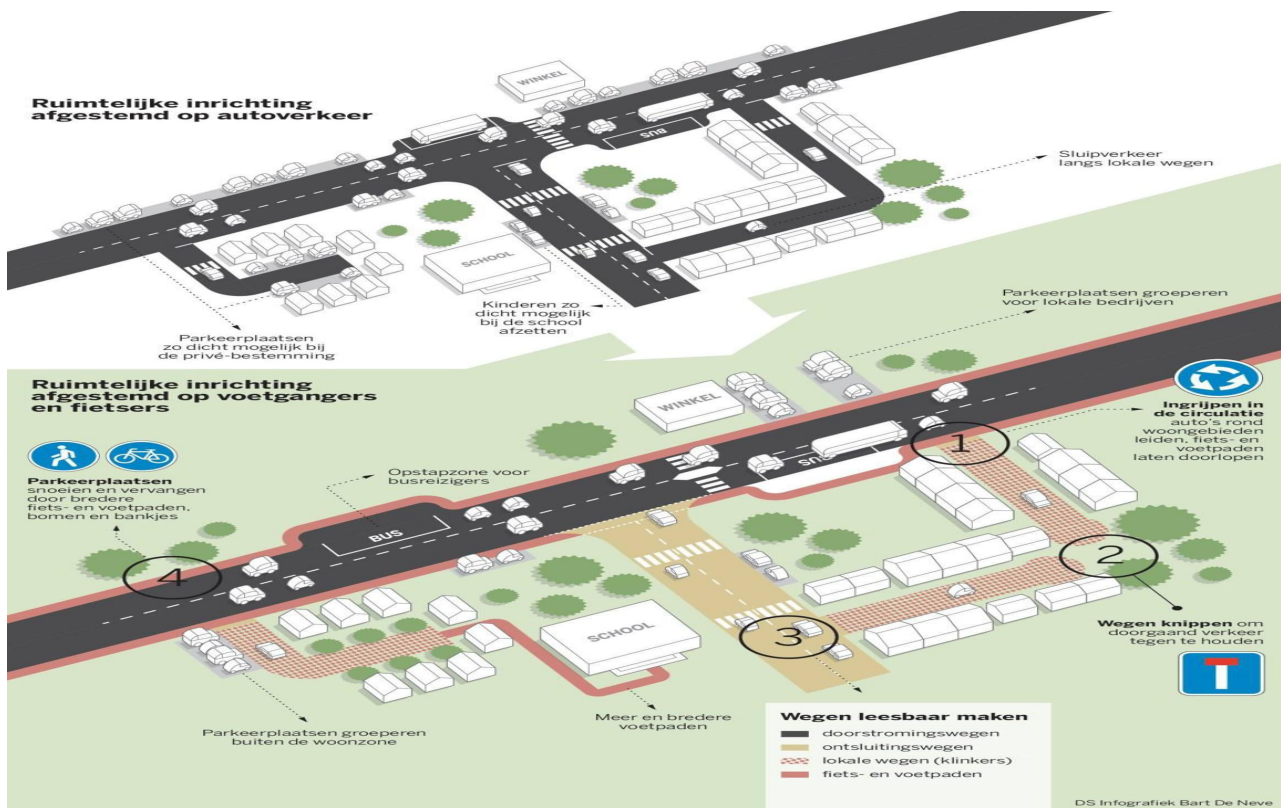 Ruimtelijke inrichting
afgestemd op autoverkeer
WINKEL
BUS
Sluipverkeer
langs lokale wegen
SCHOOL
Kinderen zo
dicht mogelijk
bij de school
afzetten
Parkeerplaatsen
zo dicht mogelijk bij
de privé-bestemming
Parkeerplaatsen groeperen
voor lokale bedrijven
Ruimtelijke inrichting
afgestemd op voetgangers
en fietsers
WINKEL
Ingrijpen in
de circulatie
auto's rond
woongebieden
leiden, fiets- en
voetpaden
laten doorlopen
1
BUS
Parkeerplaatsen
snoeien en vervangen
door bredere
fiets- en voetpaden,
bomen en bankjes
Opstapzone voor
busreizigers
BUS
4
2
Wegen knippen om
doorgaand verkeer
tegen te houden
SCHOOL
3
Parkeerplaatsen groeperen
buiten de woonzone
Meer en bredere
voetpaden
Wegen leesbaar maken
doorstromingswegen
ontsluitingswegen
lokale wegen (klinkers)
fiets- en voetpaden
DS Infografiek Bart De Neve